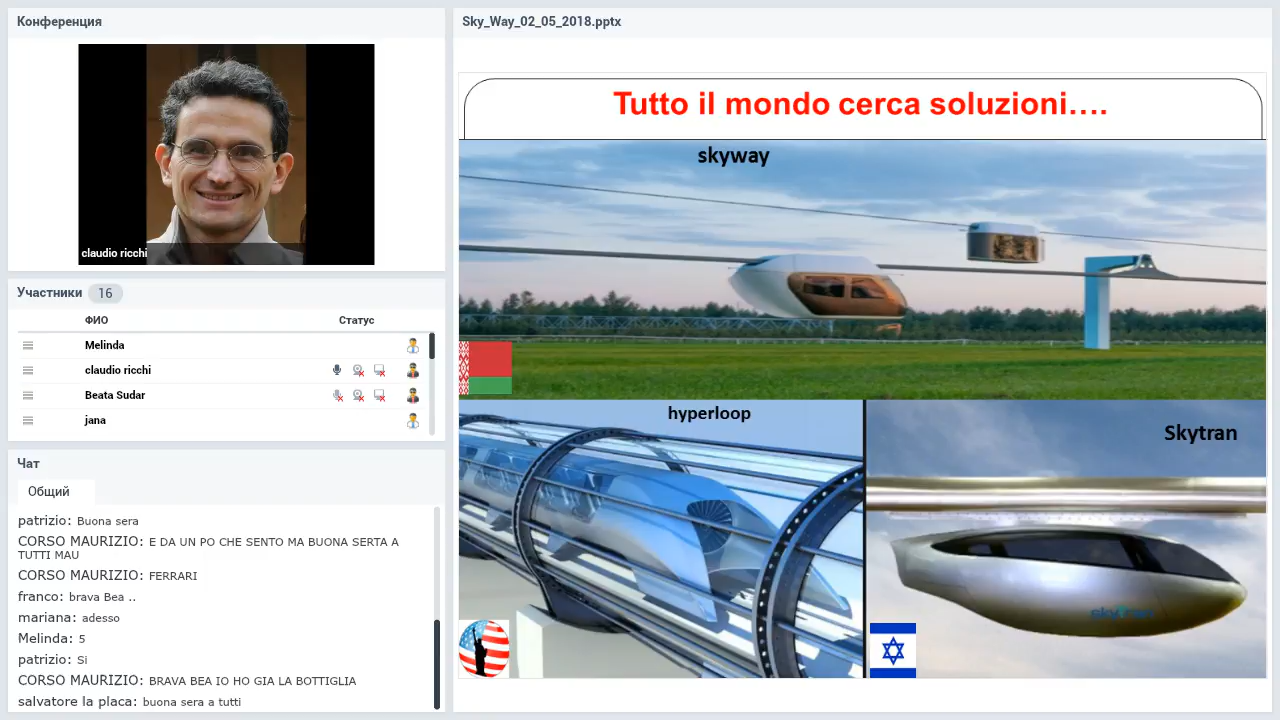 Конференция
claudio ricchi
Участники 16
ФИО Статус
Melinda
claudio ricchi
Beata Sudar
jana
Чат
Общий
patrizio: Buona sera
CORSO MAURIZIO: E DA UN PO CHE SENTO MA BUONA SERTA A
TUTTI MAU
CORSO MAURIZIO: FERRARI
franco: brava Bea ..
mariana: adesso
Melinda: 5
patrizio: Si
CORSO MAURIZIO: BRAVA BEA IO HO GIA LA BOTTIGLIA
salvatore la placa: buona sera a tutti
Sky_Way_02_05_2018.pptx
Tutto il mondo cerca soluzioni....
skyway
hyperloop
Skytran
skytran